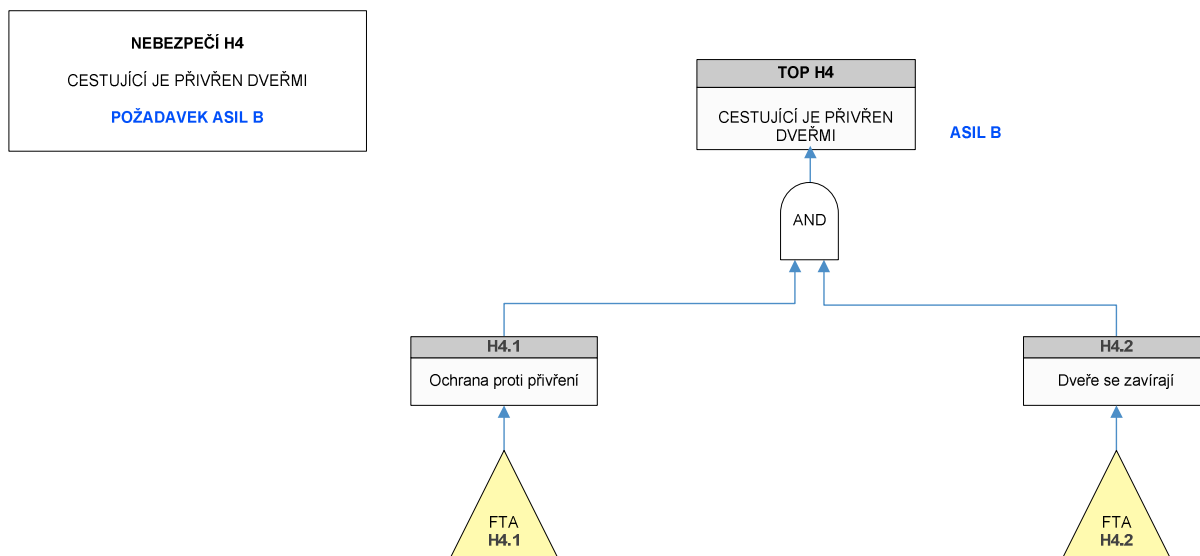 NEBEZPEČÍ H4
CESTUJÍCÍ JE PŘIVŘEN DVEŘMI
POŽADAVEK ASIL B
TOP H4
CESTUJÍCÍ JE PŘIVŘEN
DVEŘMI
ASIL B
AND
H4.1
Ochrana proti přivření
H4.2
Dveře se zavírají
FTA
H4.1
FTA
H4.2